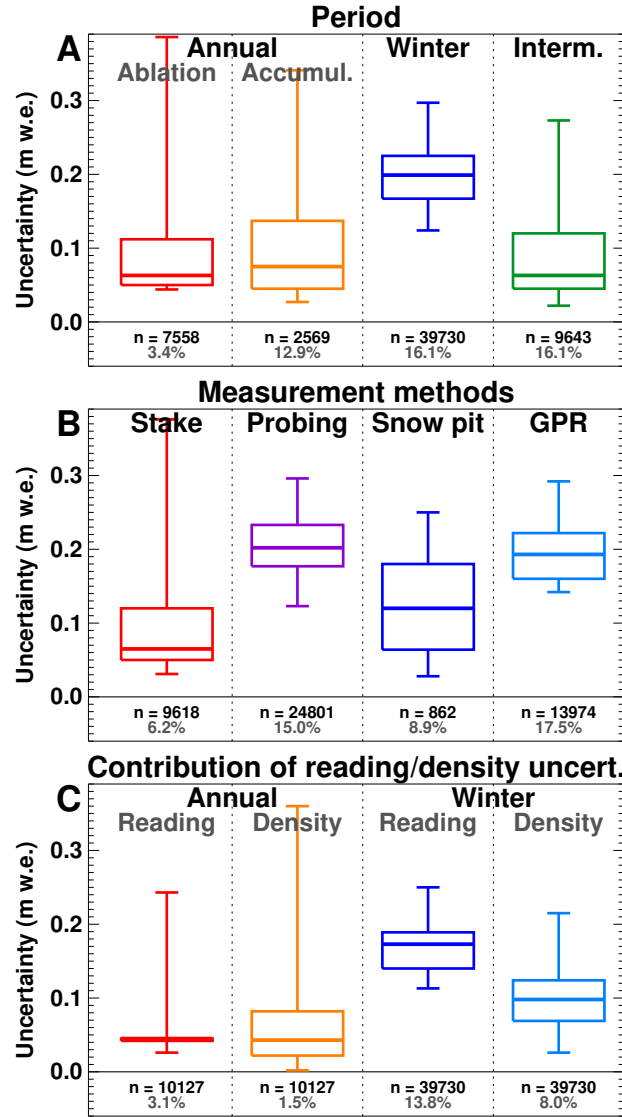 Period
A Annual Winter Interm.
Ablation Accumul.
0.3
0.2
0.1
0.0
Uncertainty (m w.e.)
n = 7558 n = 2569 n = 39730 n = 9643
3.4% 12.9% 16.1% 16.1%
Measurement methods
B Stake Probing Snow pit GPR
0.3
0.2
0.1
0.0
Uncertainty (m w.e.)
n = 9618 n = 24801 n = 862 n = 13974
6.2% 15.0% 8.9% 17.5%
Contribution of reading/density uncert.
C Annual Winter
Reading Density Reading Density
0.3
0.2
0.1
0.0
Uncertainty (m w.e.)
n = 10127 n = 10127 n = 39730 n = 39730
3.1% 1.5% 13.8% 8.0%